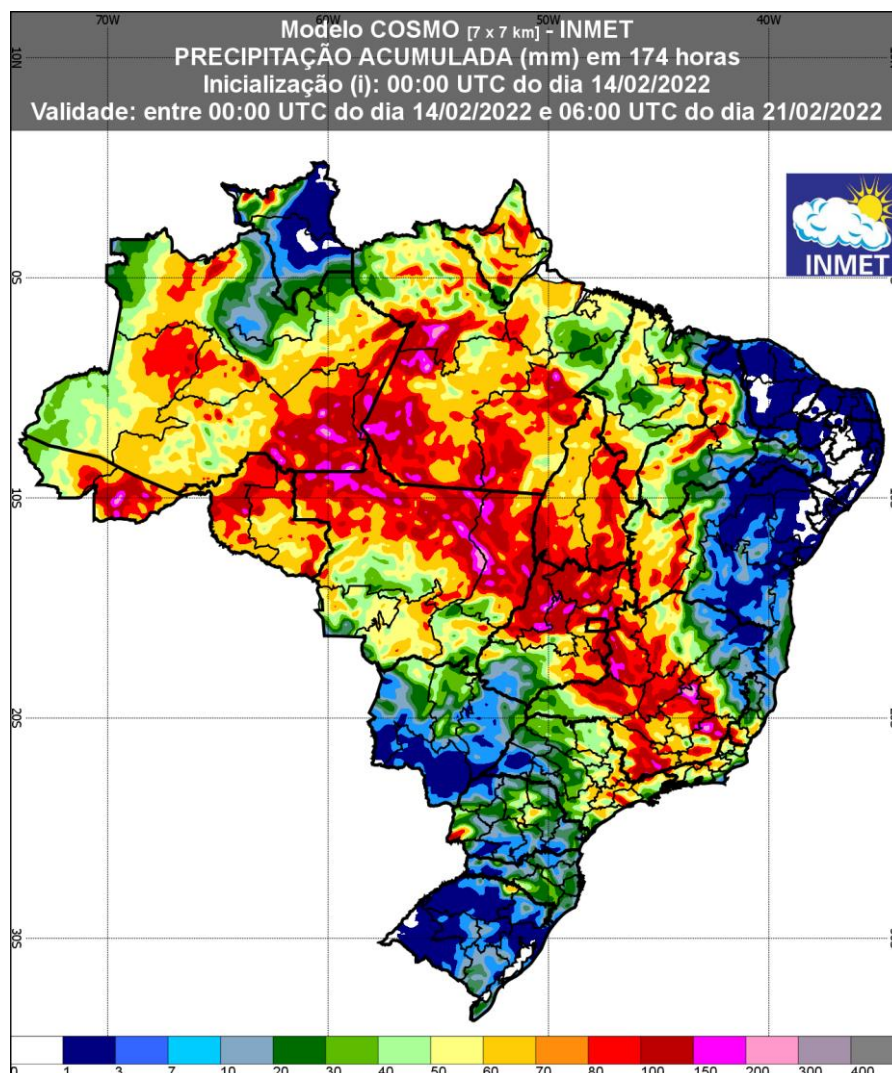 70W 60W 50W 40W
Modelo COSMO [7 x 7 km] - INMET
PRECIPITAÇÃO ACUMULADA (mm) em 174 horas
Inicialização (i): 00:00 UTC do dia 14/02/2022
Validade: entre 00:00 UTC do dia 14/02/2022 e 06:00 UTC do dia 21/02/2022
10N
INMET
0S
10S
20S
30S
0 1 3 7 10 20 30 40 50 60 70 80 100 150 200 300 400